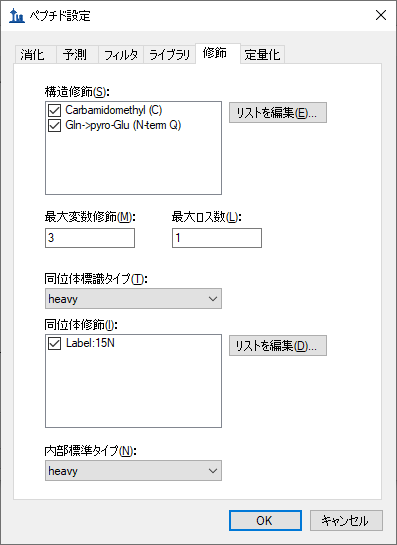 ペプチド設定
消化 予測 フィルタ ライブラリ 修飾 定量化
構造修飾(S):
Carbamidomethyl (C)
Gln->pyro-Glu (N-term Q)
リストを編集(E)...
最大変数修飾(M): 最大ロス数(L):
3 1
同位体標識タイプ(T):
heavy
同位体修飾(I):
Label:15N
リストを編集(D)...
内部標準タイプ(N):
heavy
OK キャンセル